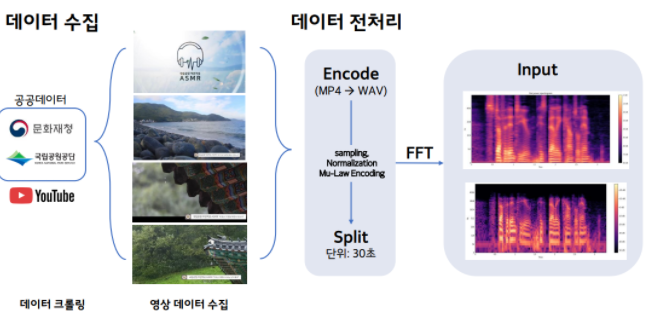 데이터 수집
데이터 전처리
공공데이터
문화재청
국립공원공단
YouTube
ASMR
Encode
(MP4 → WAV)
sampling,
Normalization
Mu-Law Encoding
Split
단위: 30초
FFT
Input
데이터 크롤링
영상 데이터 수집